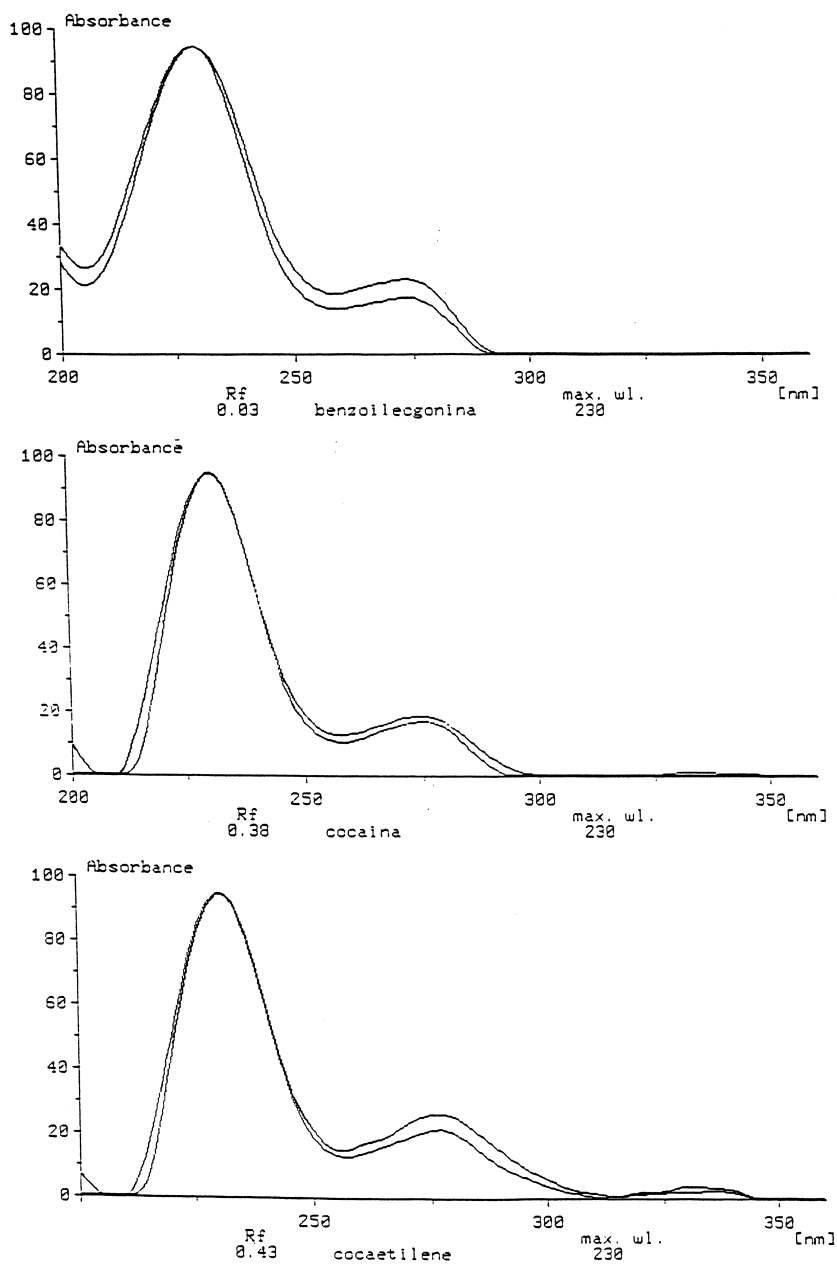 Absorbance
100
80
60
40
20
0
200 250 300 350
Rf max. wl. [nm]
0.03 benzoilecgonina 230
Absorbance
100
80
60
40
20
0
200 250 300 350
Rf max. wl. [nm]
0.38 cocaina 230
Absorbance
100
80
60
40
20
0
250 300 350
Rf max. wl. [nm]
0.43 cocaetilene 230